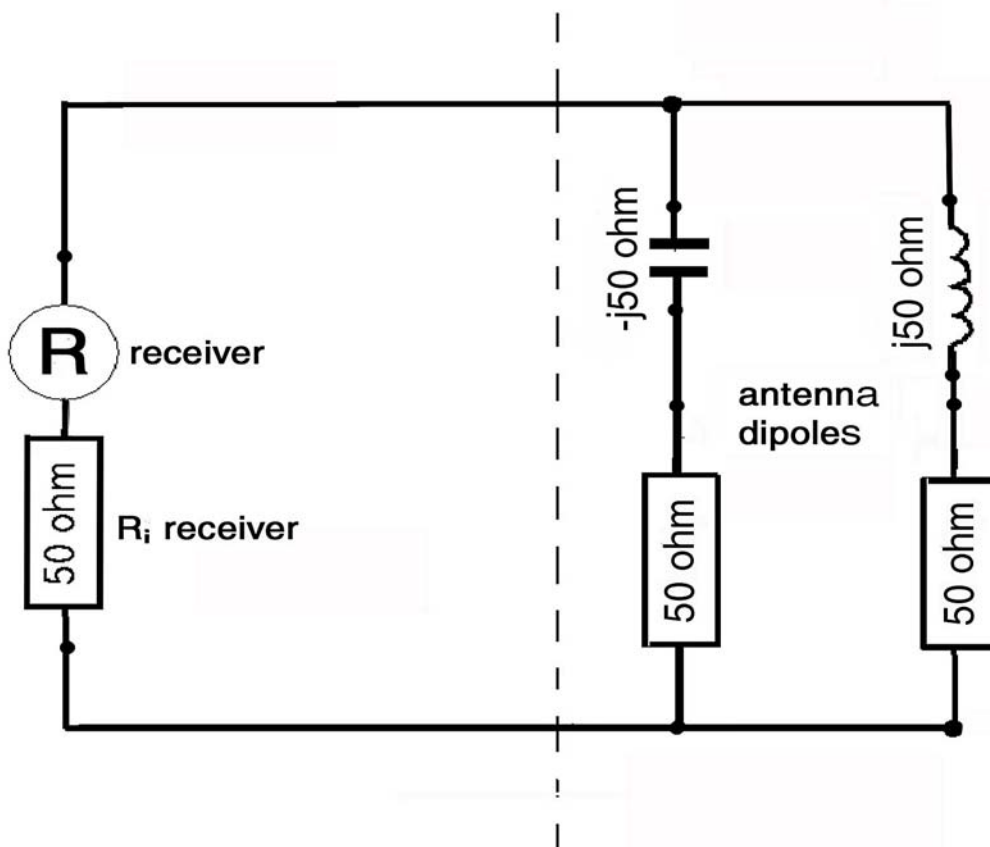 -j50 ohm
j50 ohm
R
receiver
antenna
dipoles
50 ohm
Ri receiver
50 ohm
50 ohm